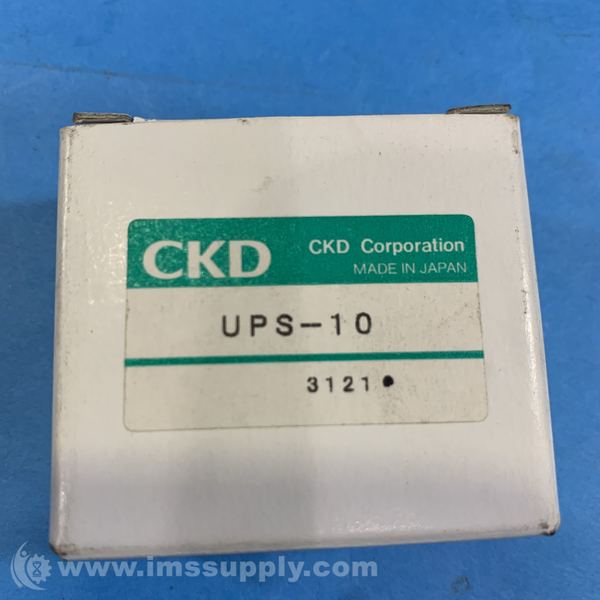 CKD
CKD Corporation
MADE IN JAPAN
UPS-10
3121●
www.imssupply.com